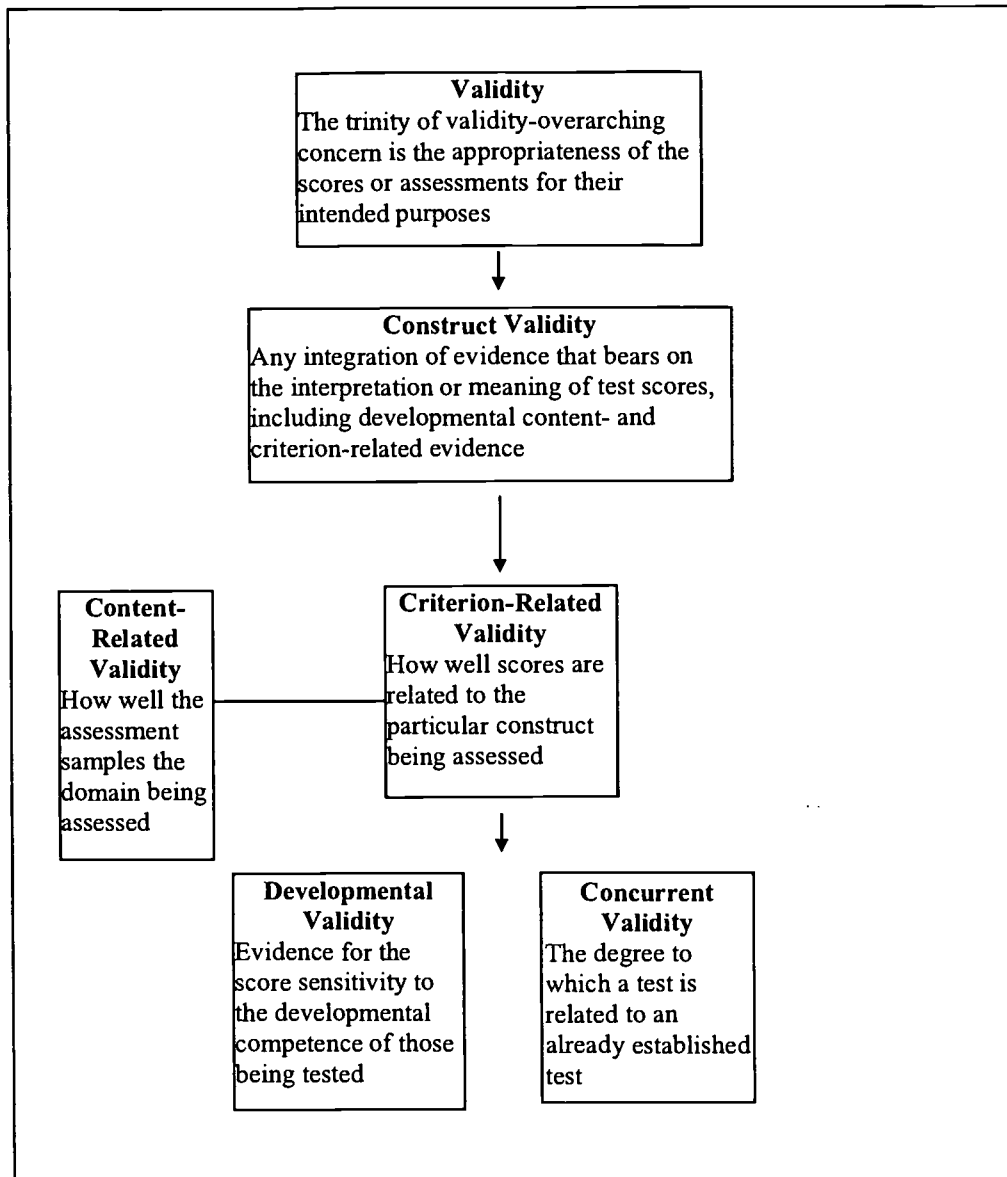 Validity
The trinity of validity-overarching
concern is the appropriateness of the
scores or assessments for their
intended purposes
Construct Validity
Any integration of evidence that bears on
the interpretation or meaning of test scores,
including developmental content- and
criterion-related evidence
Content-
Related
Validity
How well the
assessment
samples the
domain being
assessed
Criterion-Related
Validity
How well scores are
related to the
particular construct
being assessed
Developmental
Validity
Evidence for the
score sensitivity to
the developmental
competence of those
being tested
Concurrent
Validity
The degree to
which a test is
related to an
already established
test